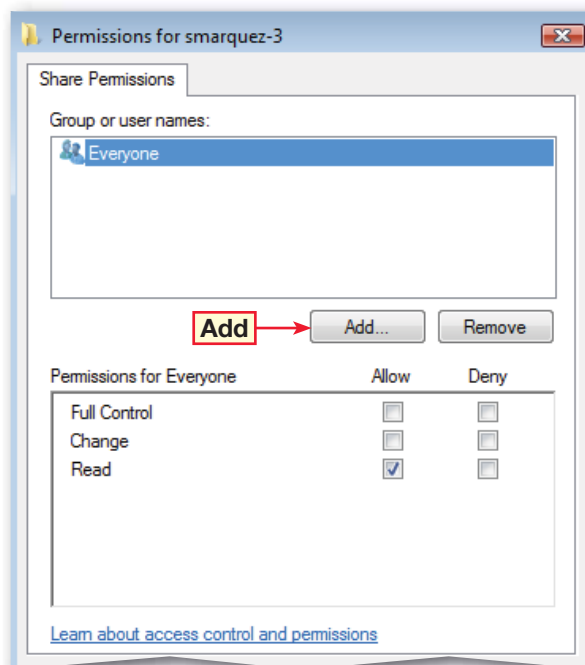 Permissions for smarquez-3
Share Permissions
Group or user names:
Everyone
Add Add... Remove
Permissions for Everyone Allow Deny
Full Control
Change
Read
Learn about access control and permissions